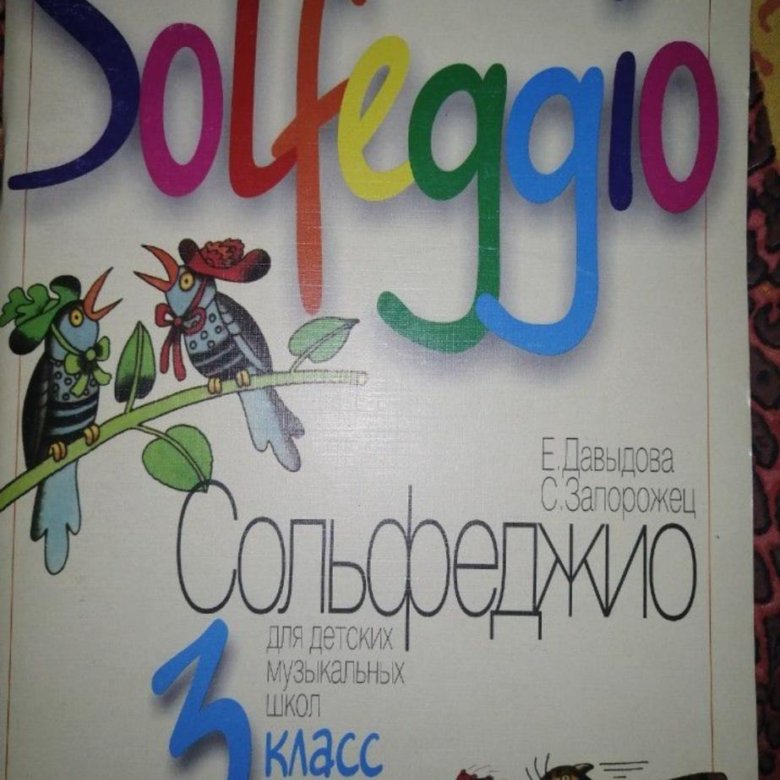 Solfeggio
Е.Давыдова
С.Запорожец
Сольфеджио
для детских
музыкальных
школ
3 класс